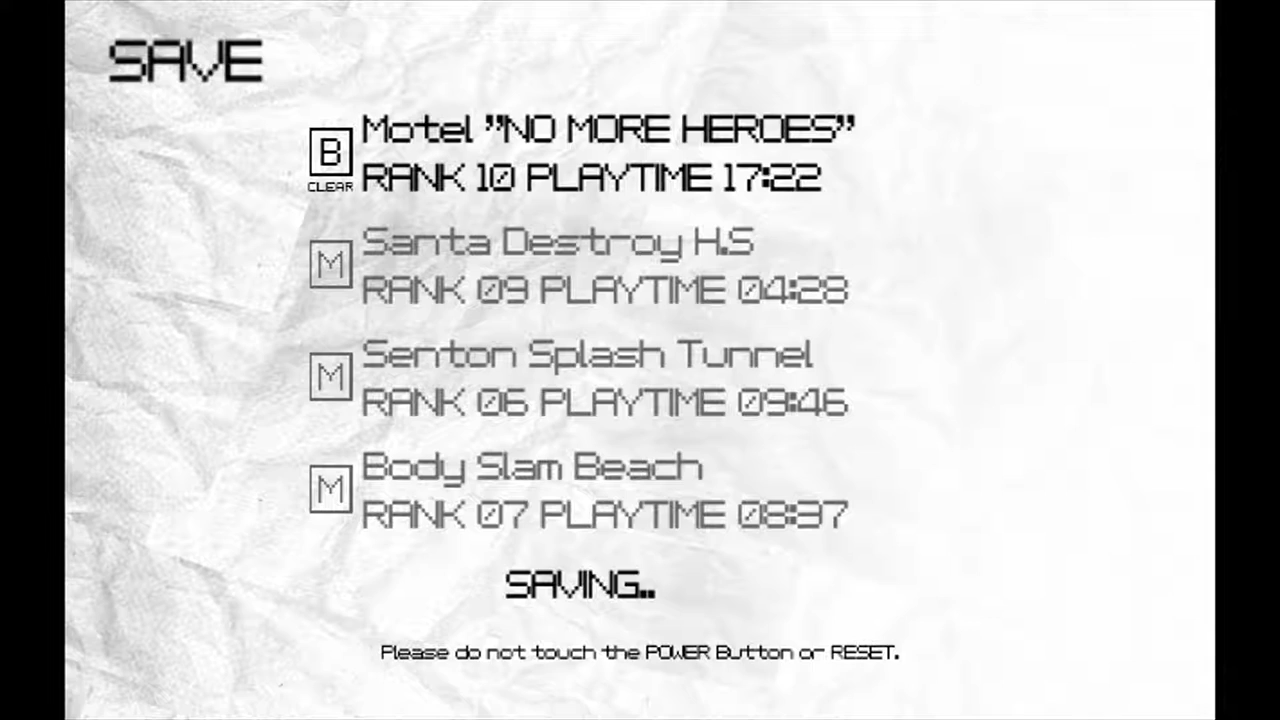 SAVE
B
CLEAR
Motel "NO MORE HEROES"
RANK 10 PLAYTIME 17:22
M
Santa Destroy H.S
RANK 09 PLAYTIME 04:28
M
Senton Splash Tunnel
RANK 06 PLAYTIME 09:46
M
Body Slam Beach
RANK 07 PLAYTIME 08:37
SAVING..
Please do not touch the POWER Button or RESET.